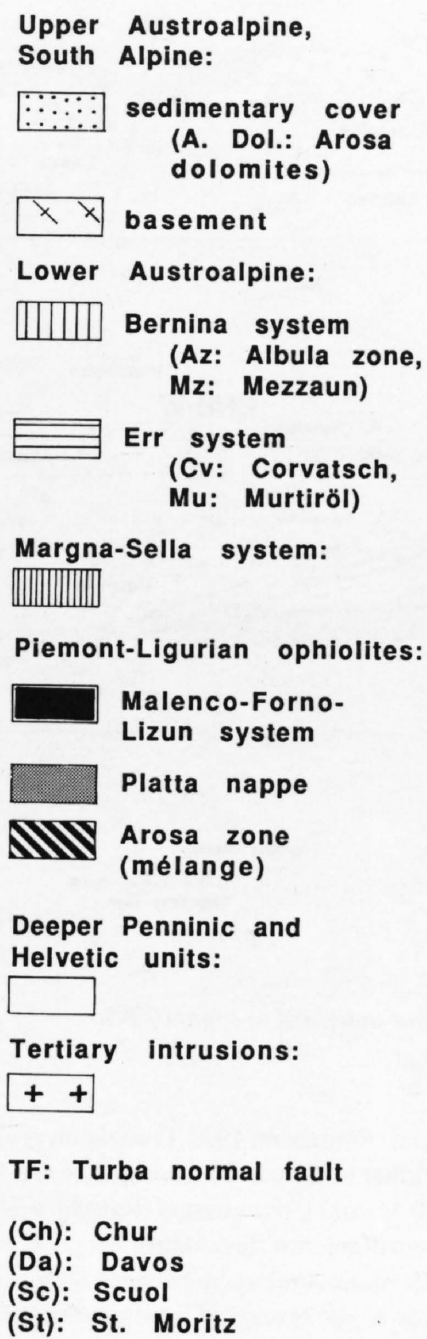 Upper Austroalpine,
South Alpine:
sedimentary cover
(A. Dol.: Arosa
dolomites)
basement
Lower Austroalpine:
Bernina system
(Az: Albula zone,
Mz: Mezzaun)
Err system
(Cv: Corvatsch,
Mu: Murtiröl)
Margna-Sella system:
Piemont-Ligurian ophiolites:
Malenco-Forno-
Lizun system
Platta nappe
Arosa zone
(mélange)
Deeper Penninic and
Helvetic units:
Tertiary intrusions:
TF: Turba normal fault
(Ch): Chur
(Da): Davos
(Sc): Scuol
(St): St. Moritz